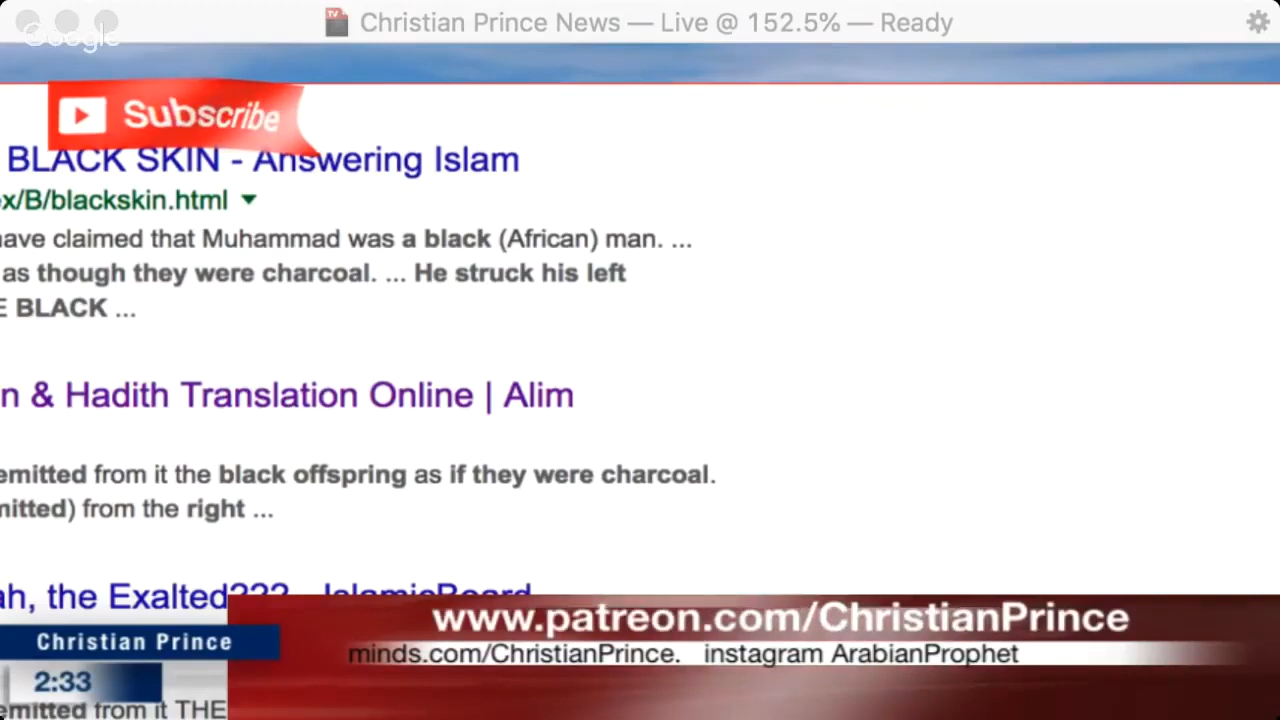 Christian Prince News — Live @ 152.5% — Ready
Google
Subscribe
BLACK SKIN - Answering Islam
x/B/blackskin.html
have claimed that Muhammad was a black (African) man. ...
as though they were charcoal. ... He struck his left
E BLACK ...
n & Hadith Translation Online | Alim
emitted from it the black offspring as if they were charcoal.
mitted) from the right ...
ah, the Exalted??? - IslamicBoard
www.patreon.com/ChristianPrince
Christian Prince
minds.com/ChristianPrince. instagram ArabianProphet
2:33
emitted from it THE